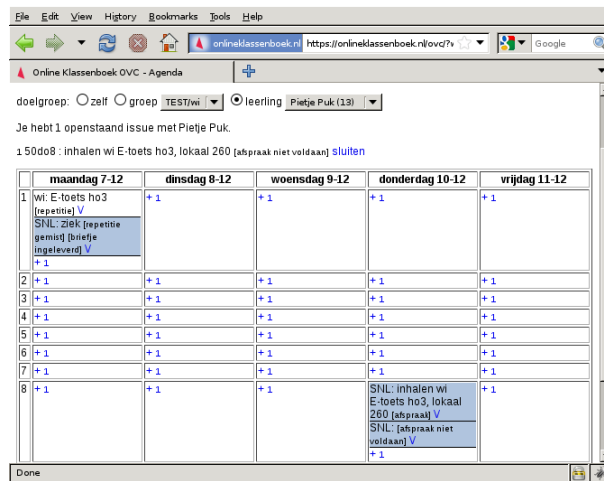 File Edit View History Bookmarks Tools Help
onlineklassenboek.nl https://onlineklassenboek.nl/ovc/? Google
Online Klassenboek OVC - Agenda
doelgroep: zelf groep TEST/wi leerling Pietje Puk (13)
Je hebt 1 openstaand issue met Pietje Puk.
1 50do8 : inhalen wi E-toets ho3, lokaal 260 [afspraak niet voldaan] sluiten
maandag 7-12 dinsdag 8-12 woensdag 9-12 donderdag 10-12 vrijdag 11-12
1 wi: E-toets ho3 + 1 + 1 + 1 + 1
[repetitie] V
SNL: ziek [repetitie
gemist] [briefje
ingeleverd] V
+ 1
2 + 1 + 1 + 1 + 1 + 1
3 + 1 + 1 + 1 + 1 + 1
4 + 1 + 1 + 1 + 1 + 1
5 + 1 + 1 + 1 + 1 + 1
6 + 1 + 1 + 1 + 1 + 1
7 + 1 + 1 + 1 + 1 + 1
8 + 1 + 1 + 1 SNL: inhalen wi + 1
E-toets ho3, lokaal
260 [afspraak] V
SNL: [afspraak niet
voldaan] V
+ 1
Done